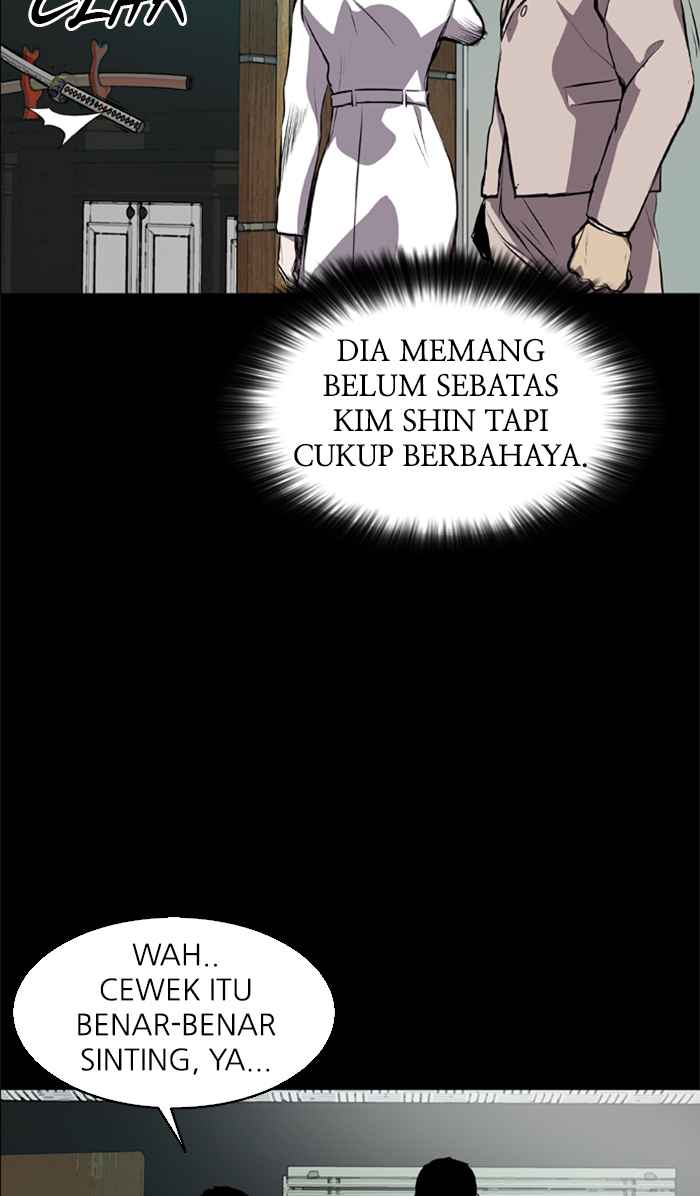 DIA MEMANG
BELUM SEBATAS
KIM SHIN TAPI
CUKUP BERBAHAYA.
WAH..
CEWEK ITU
BENAR-BENAR
SINTING, YA...